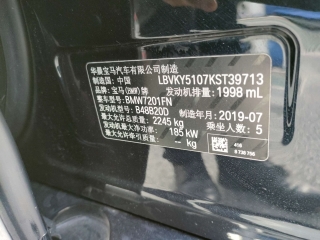 华晨宝马汽车有限公司制造
制造国: 中国 LBVKY5107KST39713
品牌: 宝马(BMW)牌 发动机排量: 1998 mL
整车型号: BMW7201FN
发动机型号: B48B20D 制造年月: 2019-07
最大允许总质量: 2245 kg 乘坐人数: 5
发动机最大净功率: 185 kW
最大允许牵引质量: -- kg